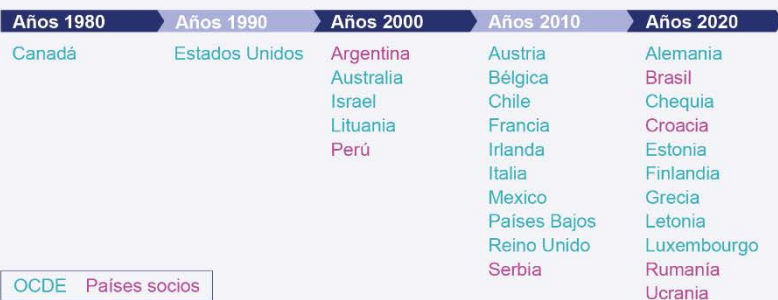 Años 1980
Años 1990
Años 2000
Años 2010
Años 2020
Canadá
Estados Unidos
Argentina
Australia
Israel
Lituania
Perú
Austria
Bélgica
Chile
Francia
Irlanda
Italia
Mexico
Países Bajos
Reino Unido
Serbia
Alemania
Brasil
Chequia
Croacia
Estonia
Finlandia
Grecia
Letonia
Luxembourgo
Rumanía
Ucrania
OCDE Países socios